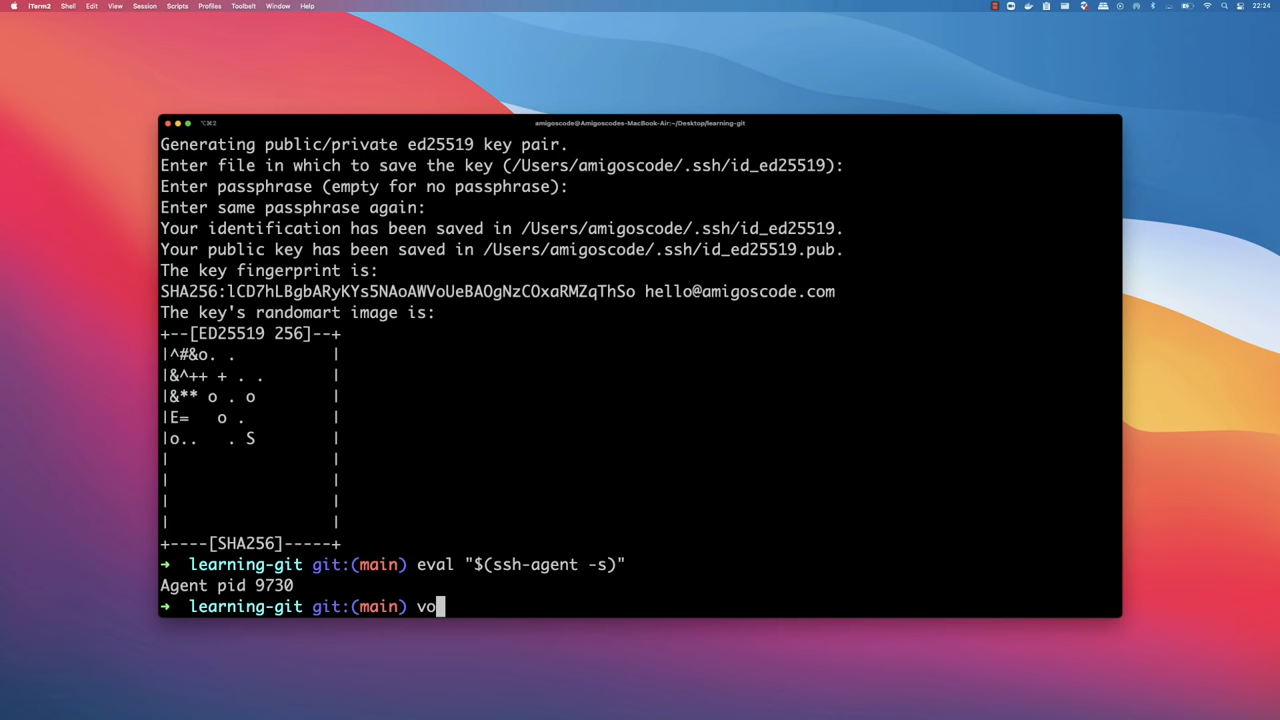 iTerm2 Shell Edit View Session Scripts Profiles Toolbelt Window Help 22:24
⌥⌘2 amigoscode@Amigoscodes-MacBook-Air:~/Desktop/learning-git
Generating public/private ed25519 key pair.
Enter file in which to save the key (/Users/amigoscode/.ssh/id_ed25519):
Enter passphrase (empty for no passphrase):
Enter same passphrase again:
Your identification has been saved in /Users/amigoscode/.ssh/id_ed25519.
Your public key has been saved in /Users/amigoscode/.ssh/id_ed25519.pub.
The key fingerprint is:
SHA256:lCD7hLBgbARyKYs5NAoAWVoUeBAOgNzCOxaRMZqThSo hello@amigoscode.com
The key's randomart image is:
+--[ED25519 256]--+
|^#&o. .          |
|&^++ + . .       |
|&** o . o        |
|E=   o .         |
|o..   . S        |
|                 |
|                 |
|                 |
|                 |
+----[SHA256]-----+
➜  learning-git git:(main) eval "$(ssh-agent -s)"
Agent pid 9730
➜  learning-git git:(main) vo